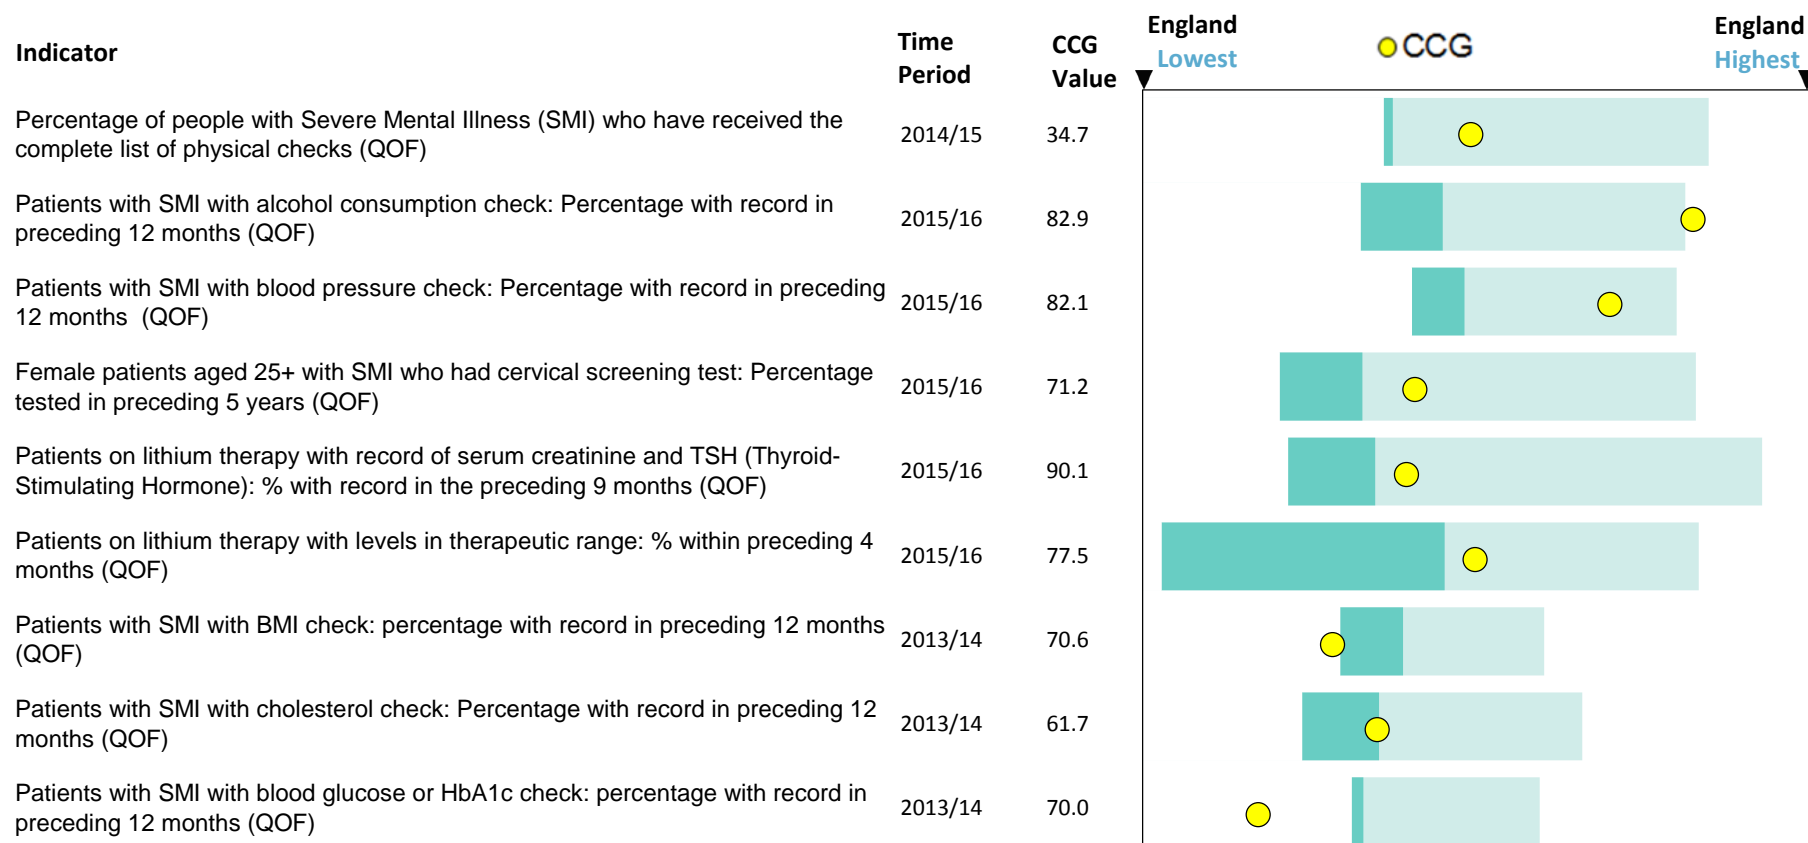 Indicator
Time Period
CCG Value
England Lowest
CCG
England Highest
Percentage of people with Severe Mental Illness (SMI) who have received the
complete list of physical checks (QOF)
2014/15
34.7
Patients with SMI with alcohol consumption check: Percentage with record in
preceding 12 months (QOF)
2015/16
82.9
Patients with SMI with blood pressure check: Percentage with record in preceding
12 months (QOF)
2015/16
82.1
Female patients aged 25+ with SMI who had cervical screening test: Percentage
tested in preceding 5 years (QOF)
2015/16
71.2
Patients on lithium therapy with record of serum creatinine and TSH (Thyroid-
Stimulating Hormone): % with record in the preceding 9 months (QOF)
2015/16
90.1
Patients on lithium therapy with levels in therapeutic range: % within preceding 4
months (QOF)
2015/16
77.5
Patients with SMI with BMI check: percentage with record in preceding 12 months
(QOF)
2013/14
70.6
Patients with SMI with cholesterol check: Percentage with record in preceding 12
months (QOF)
2013/14
61.7
Patients with SMI with blood glucose or HbA1c check: percentage with record in
preceding 12 months (QOF)
2013/14
70.0